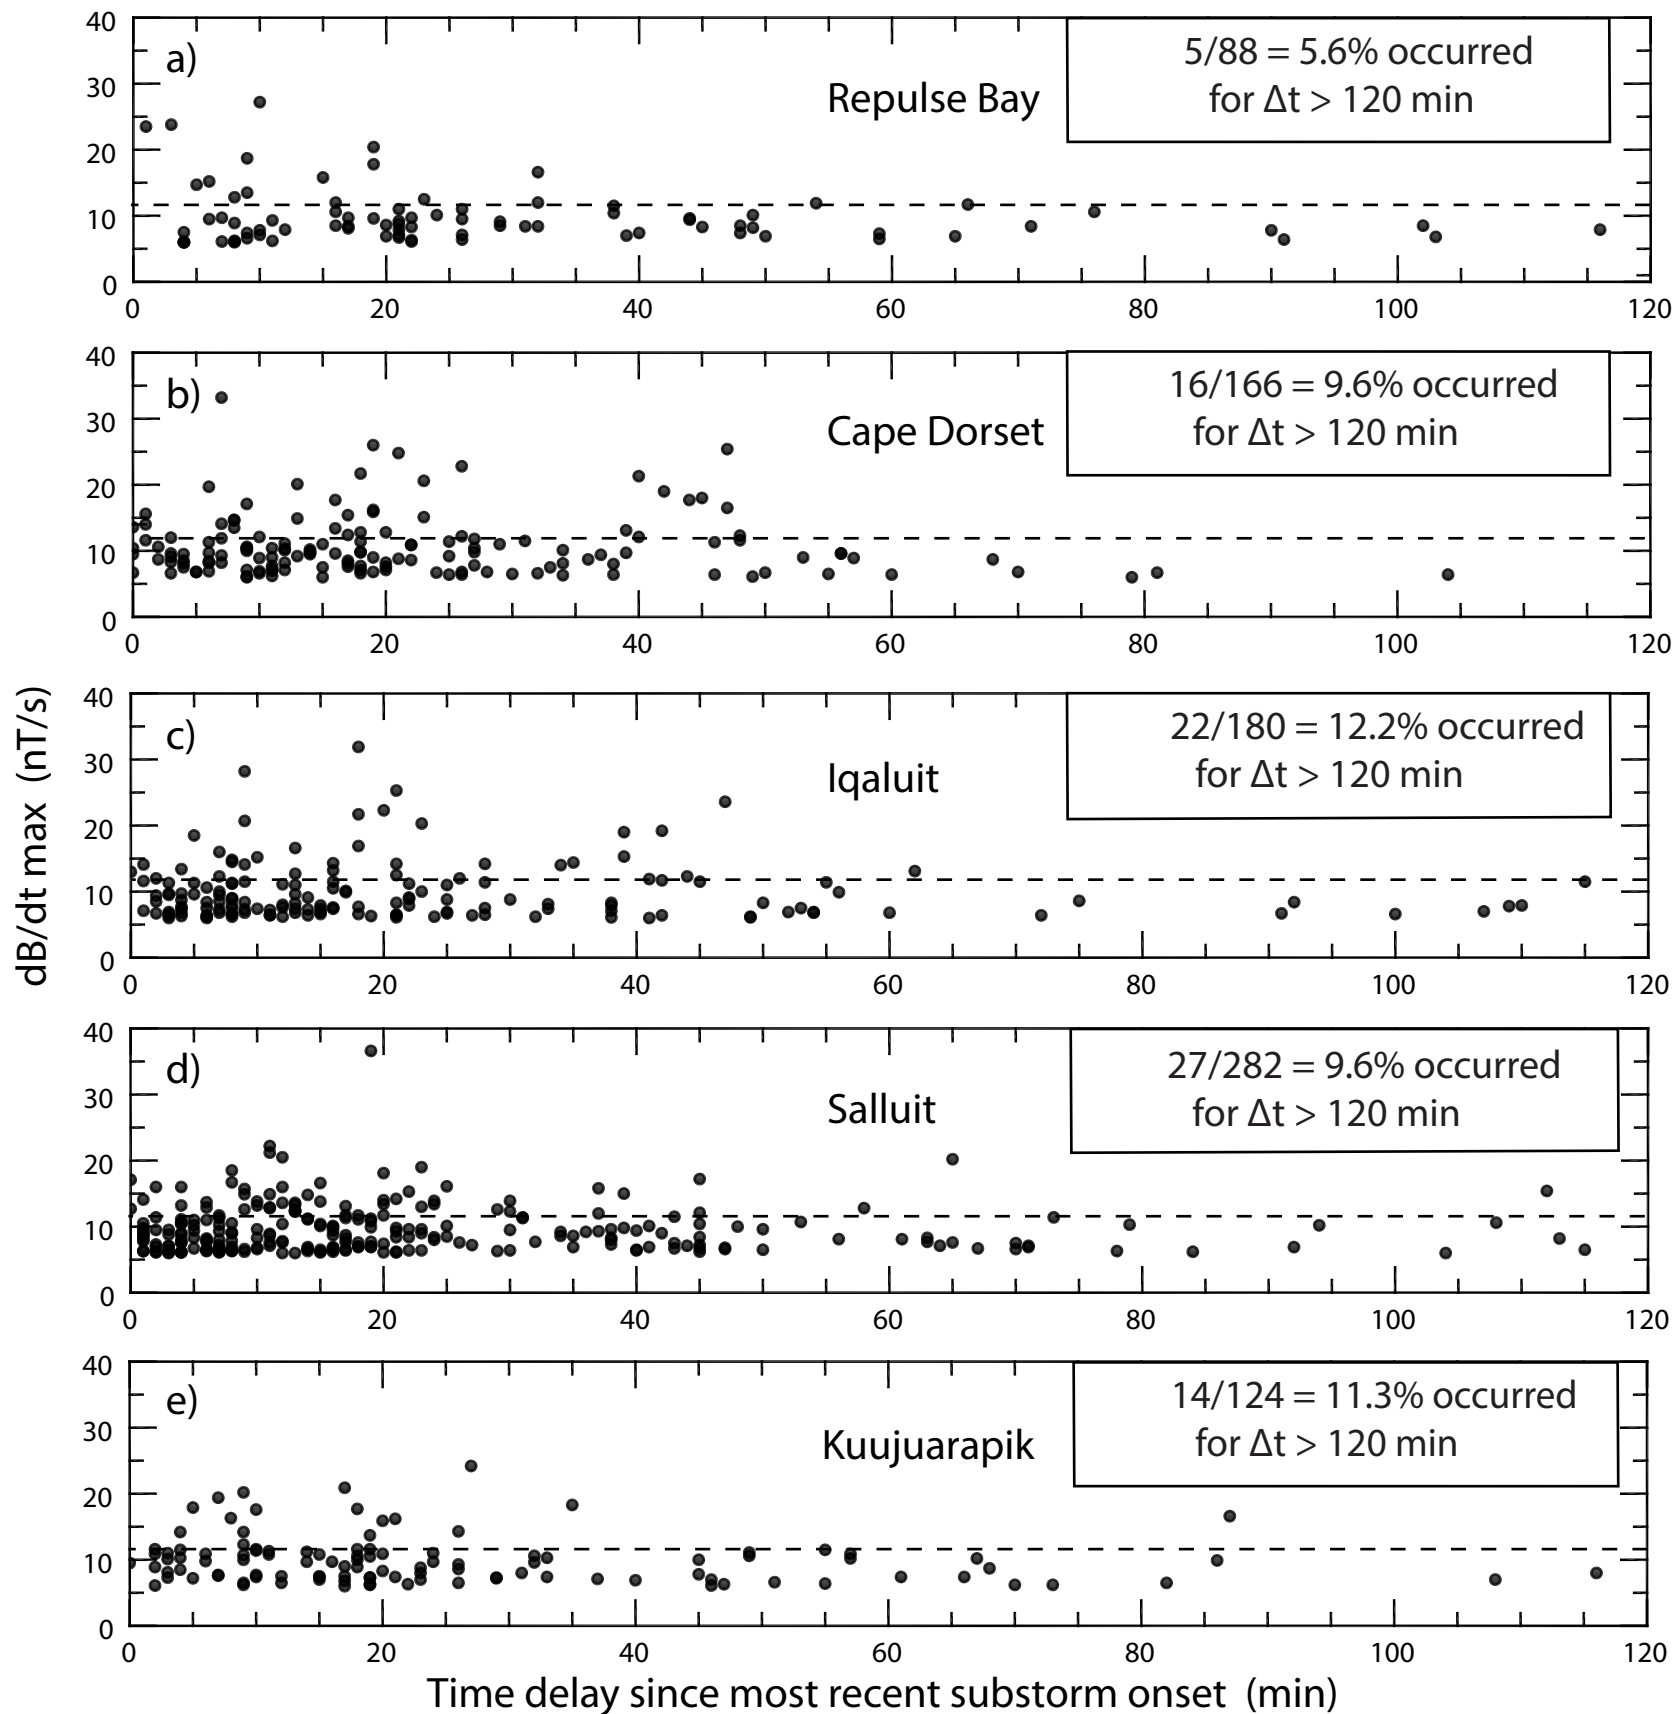 a)
Repulse Bay
5/88 = 5.6% occurred
for Δt > 120 min
40
30
20
10
0
0 20 40 60 80 100 120
b)
Cape Dorset
16/166 = 9.6% occurred
for Δt > 120 min
40
30
20
10
0
0 20 40 60 80 100 120
dB/dt max (nT/s)
c)
Iqaluit
22/180 = 12.2% occurred
for Δt > 120 min
40
30
20
10
0
0 20 40 60 80 100 120
d)
Salluit
27/282 = 9.6% occurred
for Δt > 120 min
40
30
20
10
0
0 20 40 60 80 100 120
e)
Kuujuarapik
14/124 = 11.3% occurred
for Δt > 120 min
40
30
20
10
0
0 20 40 60 80 100 120
Time delay since most recent substorm onset (min)